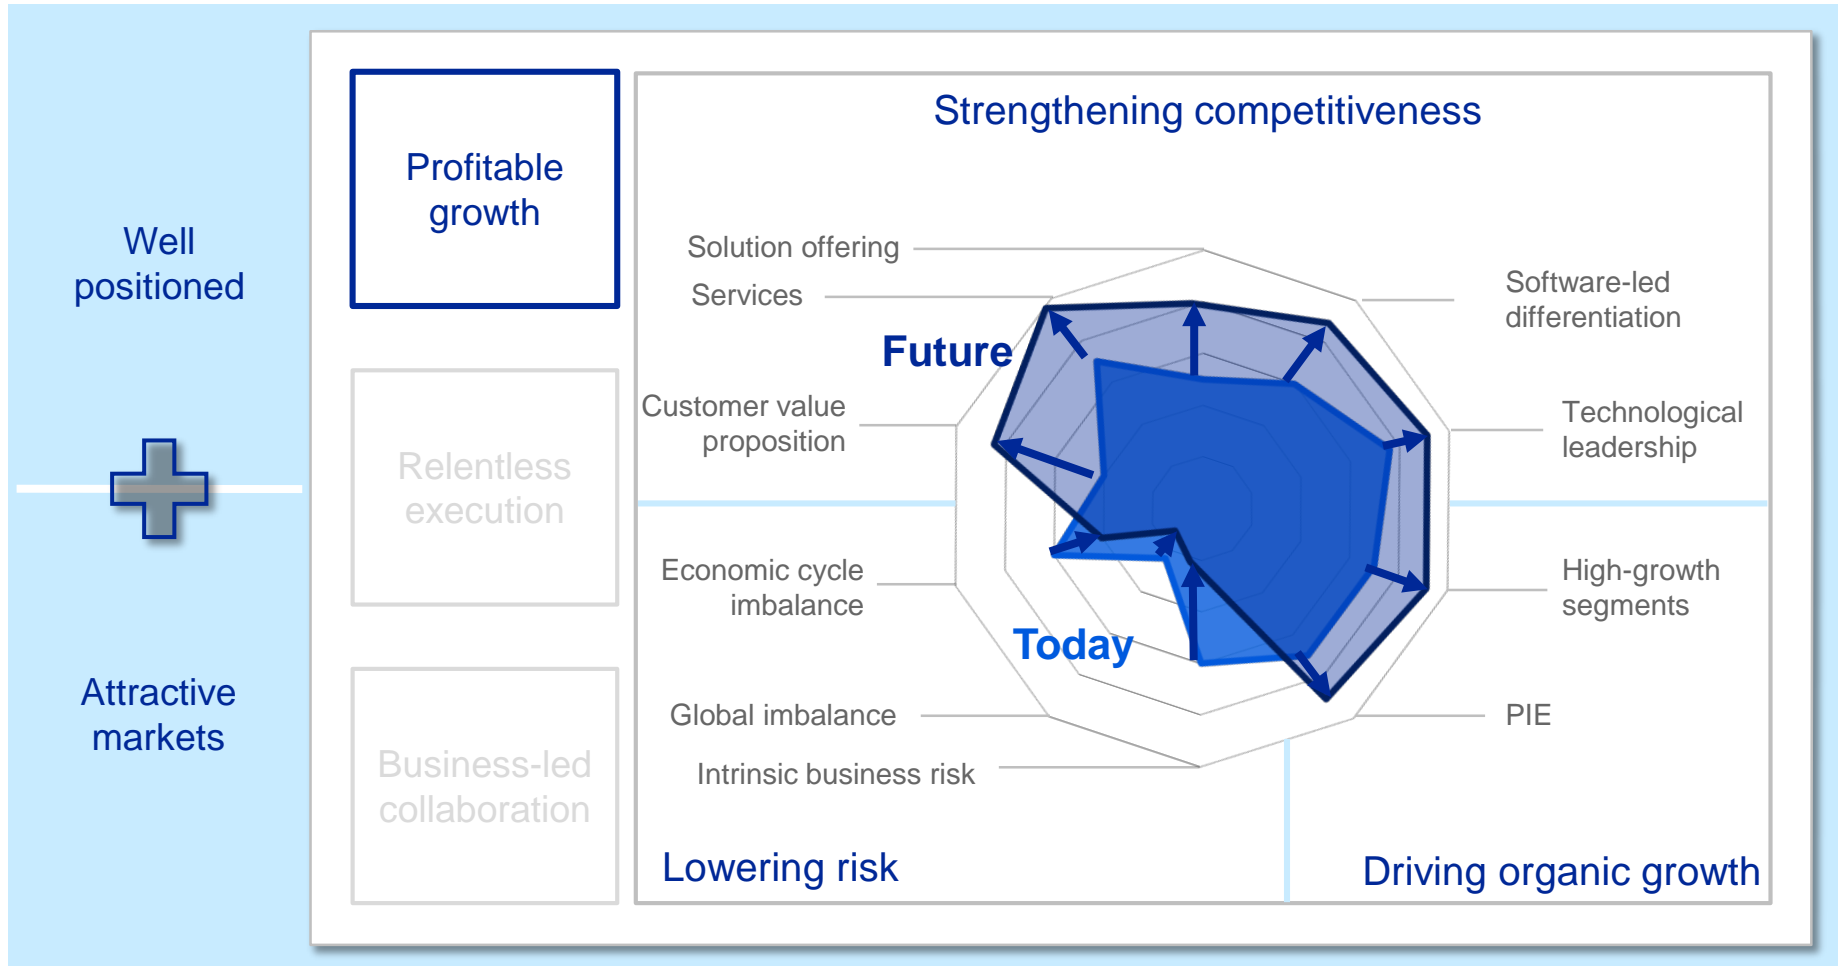 Well
positioned
Attractive
markets
Profitable
growth
Relentless
execution
Business-led
collaboration
Strengthening competitiveness
Solution offering
Services
Customer value
proposition
Economic cycle
imbalance
Global imbalance
Intrinsic business risk
Future
Today
Software-led
differentiation
Technological
leadership
High-growth
segments
PIE
Lowering risk
Driving organic growth